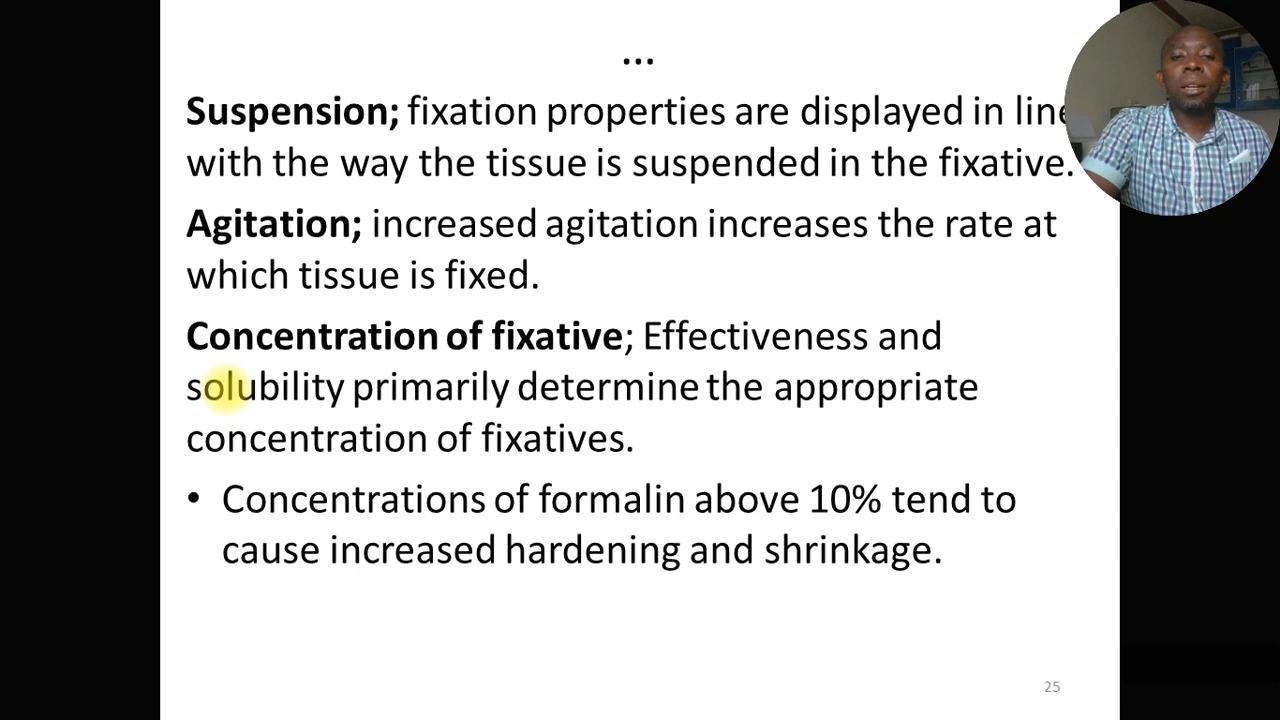 ...
Suspension; fixation properties are displayed in line
with the way the tissue is suspended in the fixative.
Agitation; increased agitation increases the rate at
which tissue is fixed.
Concentration of fixative; Effectiveness and
solubility primarily determine the appropriate
concentration of fixatives.
• Concentrations of formalin above 10% tend to
cause increased hardening and shrinkage.
25